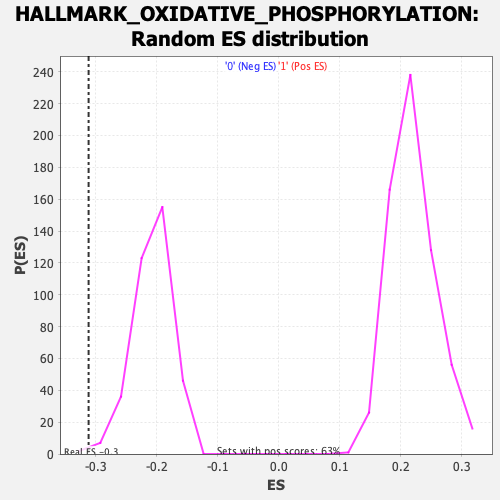 HALLMARK_OXIDATIVE_PHOSPHORYLATION:
Random ES distribution
'0' (Neg ES) '1' (Pos ES)
240
220
200
180
160
140
120
100
80
60
40
20
0
P(ES)
Real ES -0.3
Sets with pos scores: 63%
-0.3 -0.2 -0.1 0.0 0.1 0.2 0.3
ES